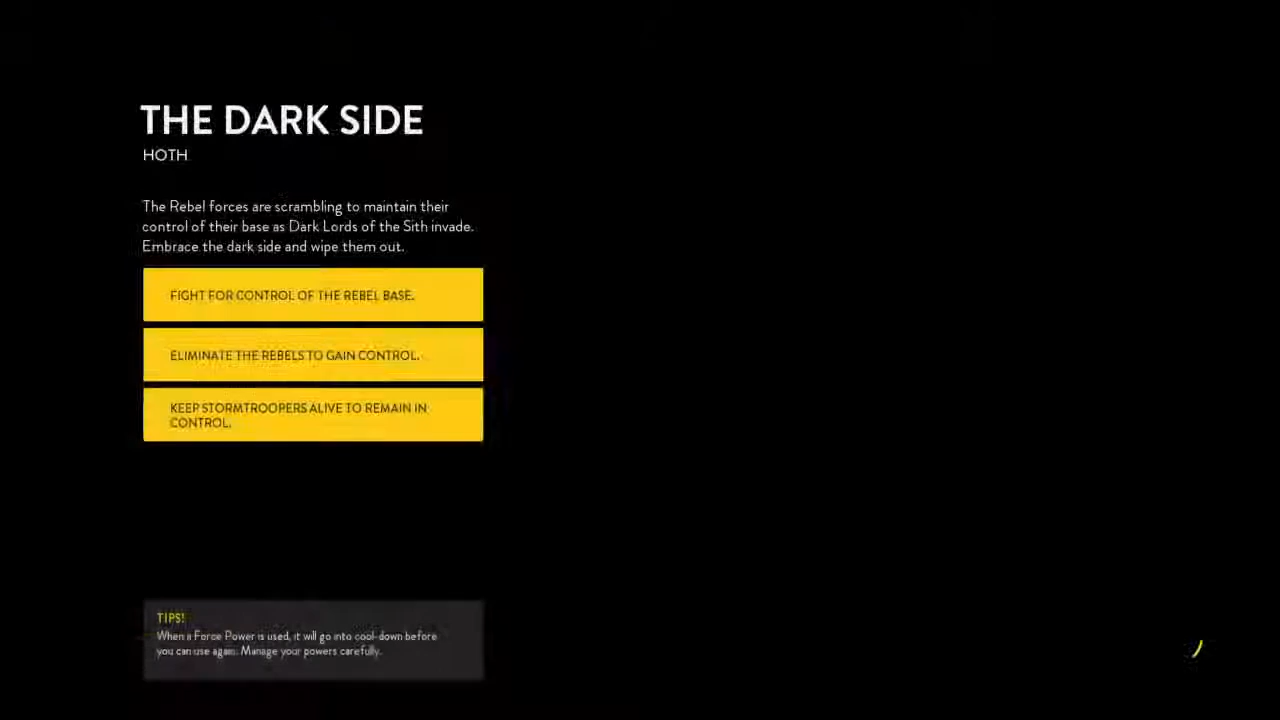 THE DARK SIDE
HOTH
The Rebel forces are scrambling to maintain their
control of their base as Dark Lords of the Sith invade.
Embrace the dark side and wipe them out.
FIGHT FOR CONTROL OF THE REBEL BASE.
ELIMINATE THE REBELS TO GAIN CONTROL.
KEEP STORMTROOPERS ALIVE TO REMAIN IN
CONTROL.
TIPS!
When a Force Power is used, it will go into cool-down before
you can use again. Manage your powers carefully.